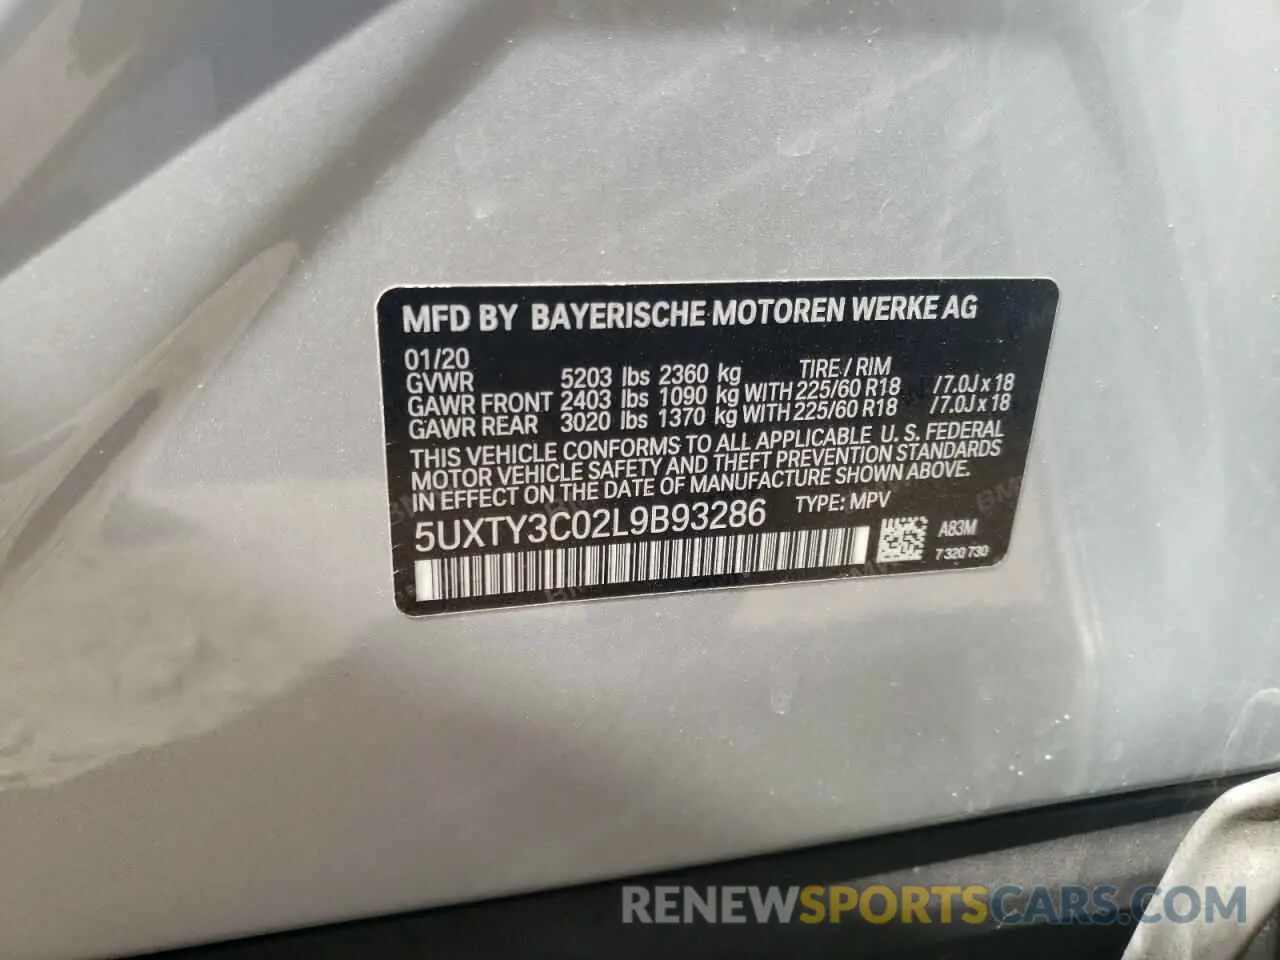 MFD BY BAYERISCHE MOTOREN WERKE AG
01/20 TIRE / RIM
GVWR 5203 lbs 2360 kg
GAWR FRONT 2403 lbs 1090 kg WITH 225/60 R18 /7.0J x 18
GAWR REAR 3020 lbs 1370 kg WITH 225/60 R18 /7.0J x 18
THIS VEHICLE CONFORMS TO ALL APPLICABLE U. S. FEDERAL
MOTOR VEHICLE SAFETY AND THEFT PREVENTION STANDARDS
IN EFFECT ON THE DATE OF MANUFACTURE SHOWN ABOVE.
5UXTY3C02L9B93286 TYPE: MPV
A83M
7 320 730
RENEWSPORTSCARS.COM